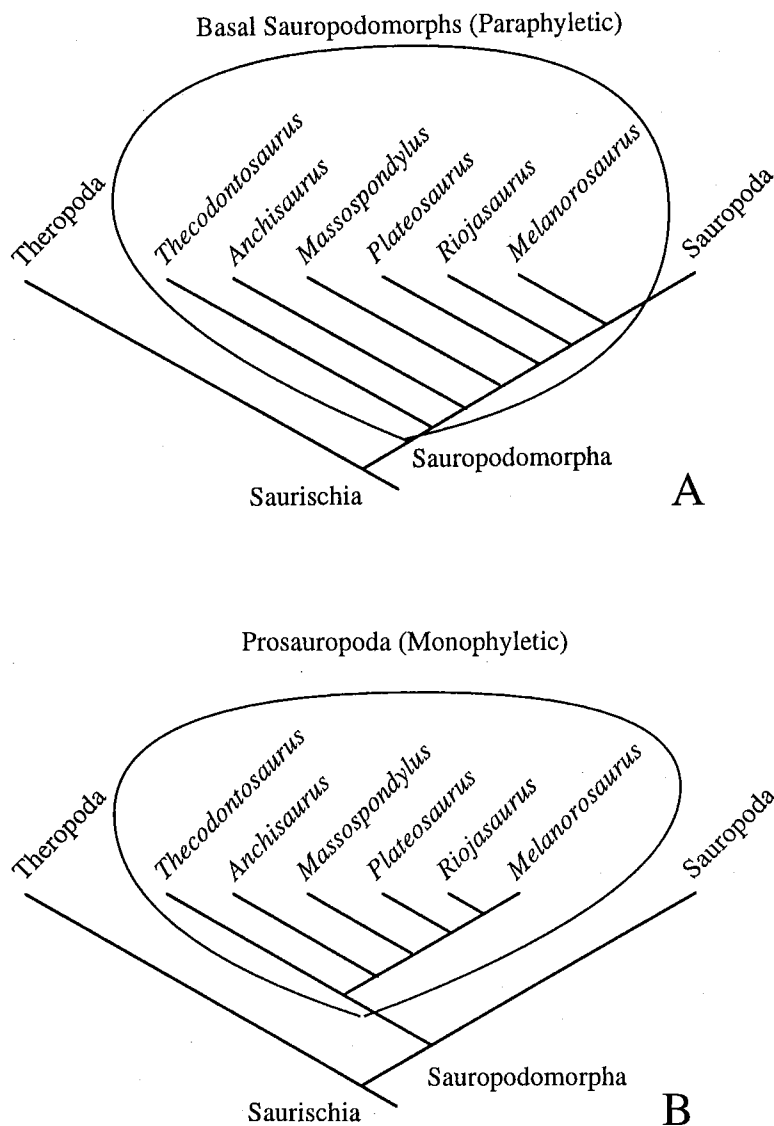 Basal Sauropodomorphs (Paraphyletic)
Theropoda
Thecodontosaurus
Anchisaurus
Massospondylus
Plateosaurus
Riojasaurus
Melanorosaurus
Sauropoda
Sauropodomorpha
Saurischia
A
Prosauropoda (Monophyletic)
Theropoda
Thecodontosaurus
Anchisaurus
Massospondylus
Plateosaurus
Riojasaurus
Melanorosaurus
Sauropoda
Sauropodomorpha
Saurischia
B